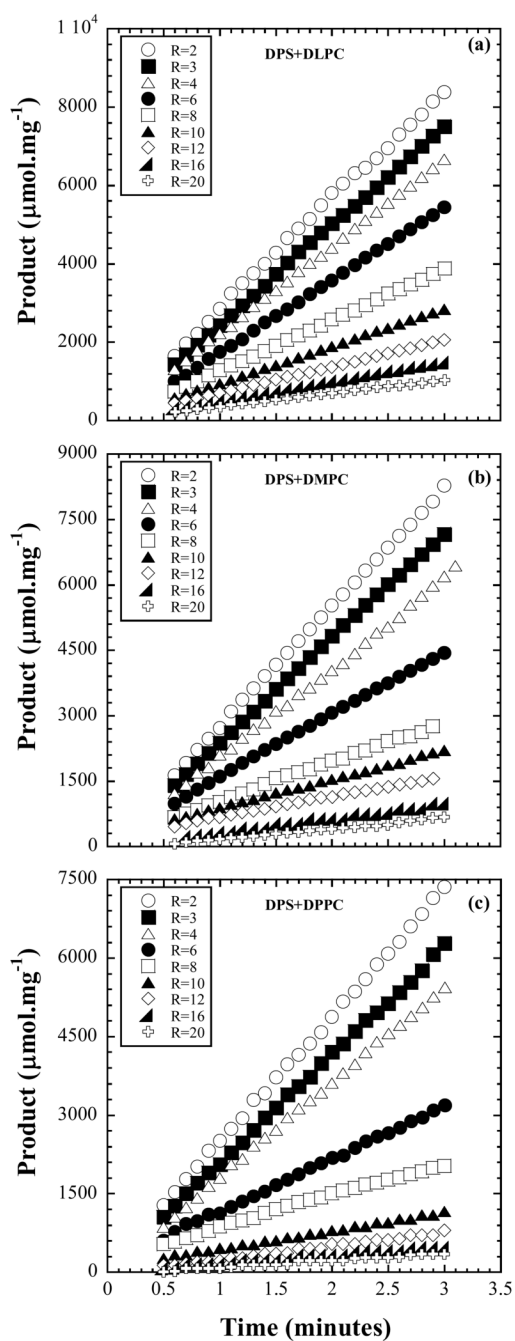 1 10⁴
(a)
DPS+DLPC
R=2
R=3
R=4
R=6
R=8
R=10
R=12
R=16
R=20
8000
6000
4000
2000
0
Product (μmol.mg⁻¹)
9000
(b)
DPS+DMPC
R=2
R=3
R=4
R=6
R=8
R=10
R=12
R=16
R=20
7500
6000
4500
3000
1500
0
Product (μmol.mg⁻¹)
7500
(c)
DPS+DPPC
R=2
R=3
R=4
R=6
R=8
R=10
R=12
R=16
R=20
6000
4500
3000
1500
0
Product (μmol.mg⁻¹)
0 0.5 1 1.5 2 2.5 3 3.5
Time (minutes)